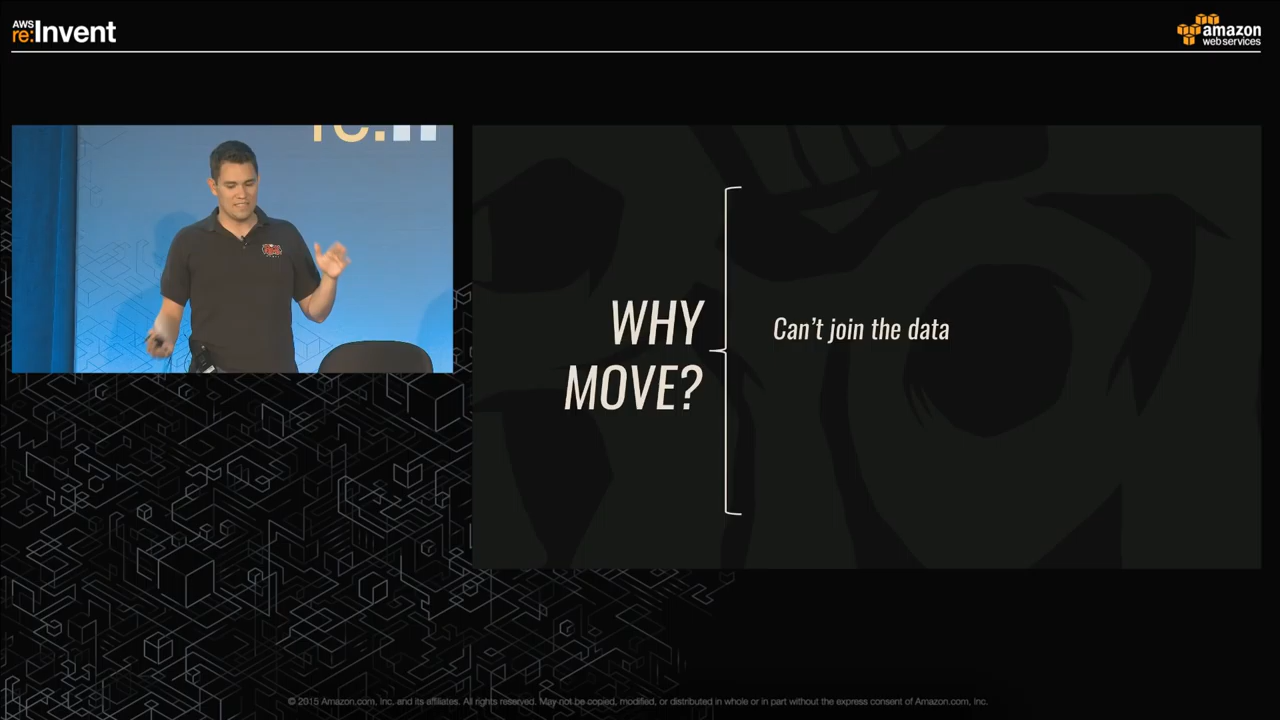 AWS
re:Invent
amazon
webservices
re:
WHY
MOVE?
Can't join the data
© 2015 Amazon.com, Inc. and its affiliates. All rights reserved. May not be copied, modified, or distributed in whole or in part without the express consent of Amazon.com, Inc.